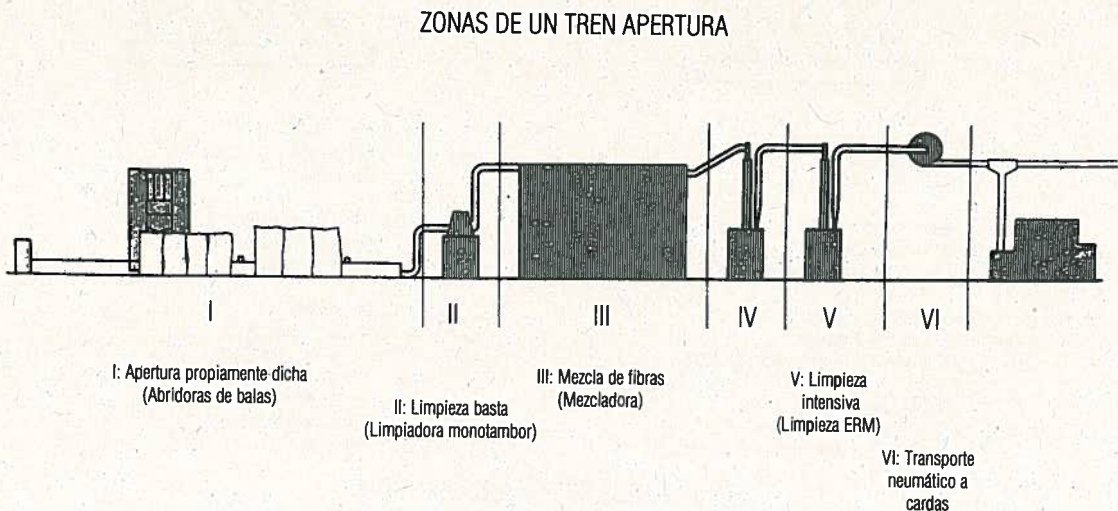 ZONAS DE UN TREN APERTURA
I II III IV V VI
I: Apertura propiamente dicha
(Abridoras de balas)
II: Limpieza basta
(Limpiadora monotambor)
III: Mezcla de fibras
(Mezcladora)
V: Limpieza
intensiva
(Limpieza ERM)
VI: Transporte
neumático a
cardas